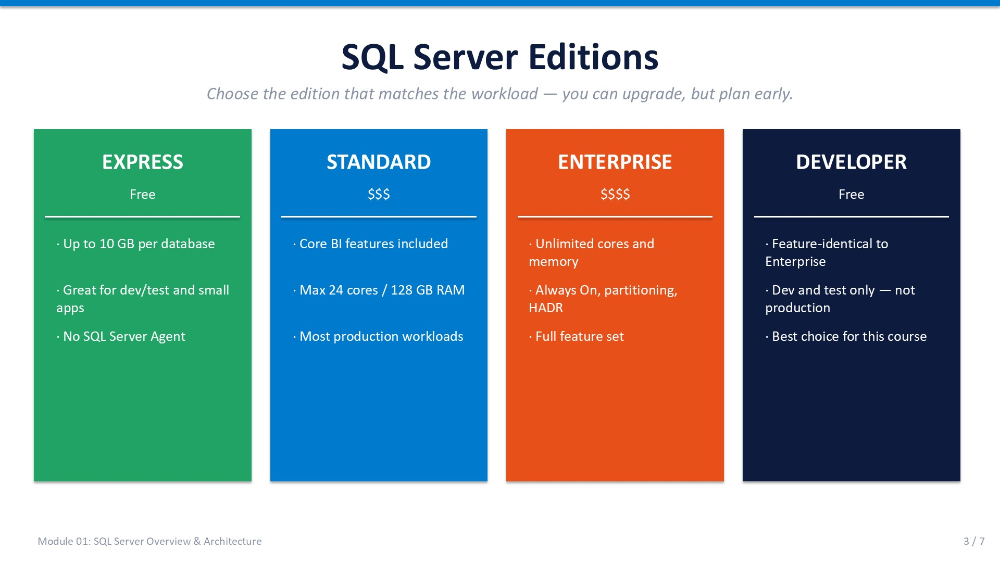 SQL Server Editions
Choose the edition that matches the workload — you can upgrade, but plan early.
EXPRESS
Free
· Up to 10 GB per database
· Great for dev/test and small
apps
· No SQL Server Agent
STANDARD
$$$
· Core BI features included
· Max 24 cores / 128 GB RAM
· Most production workloads
ENTERPRISE
$$$$
· Unlimited cores and
memory
· Always On, partitioning,
HADR
· Full feature set
DEVELOPER
Free
· Feature-identical to
Enterprise
· Dev and test only — not
production
· Best choice for this course
Module 01: SQL Server Overview & Architecture
3 / 7